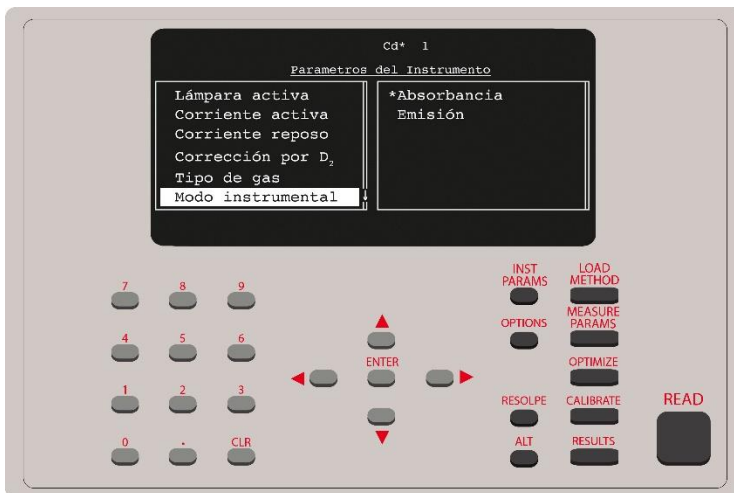 Cd* 1
Parametros del Instrumento
Lámpara activa
Corriente activa
Corriente reposo
Corrección por D₂
Tipo de gas
Modo instrumental ↓
*Absorbancia
Emisión
7 8 9
4 5 6
1 2 3
0 . CLR
ENTER
INST
PARAMS
LOAD
METHOD
OPTIONS
MEASURE
PARAMS
OPTIMIZE
RESOLPE
CALIBRATE
READ
ALT
RESULTS